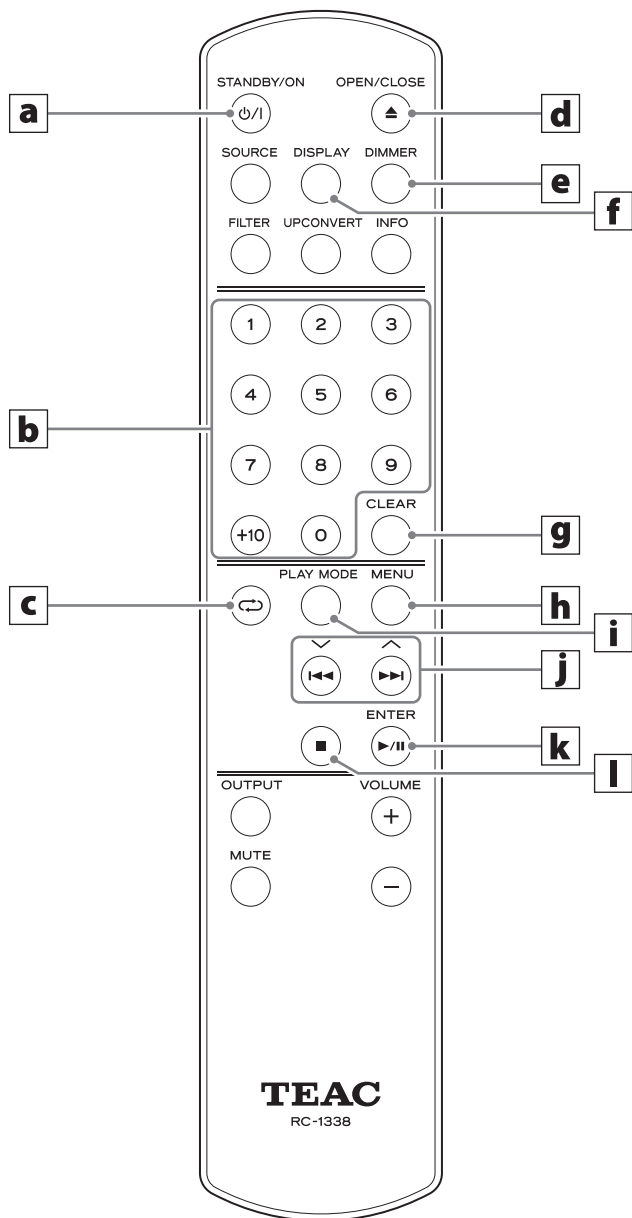 STANDBY/ON OPEN/CLOSE
a d
SOURCE DISPLAY DIMMER
e
f
FILTER UPCONVERT INFO
1 2 3
4 5 6
b
7 8 9
CLEAR
+10 0
g
PLAY MODE MENU
c h
i
j
ENTER
k
l
OUTPUT VOLUME
+
MUTE
−
TEAC
RC-1338